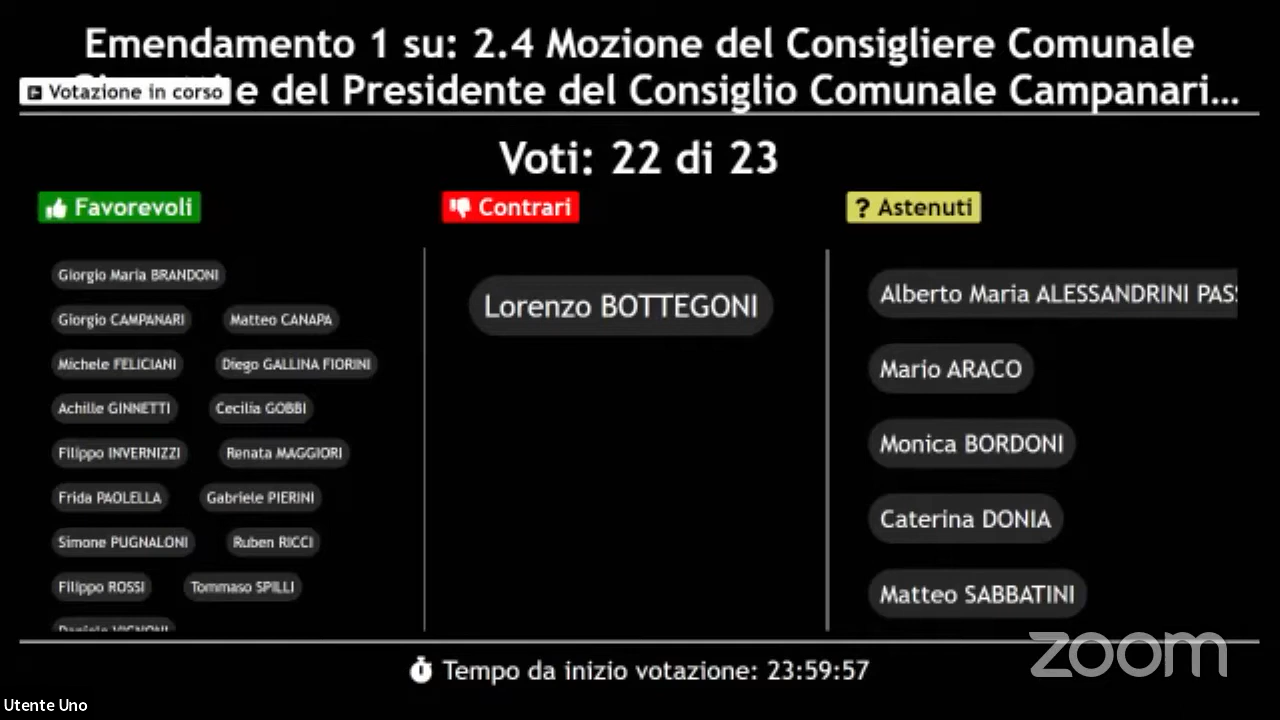 Emendamento 1 su: 2.4 Mozione del Consigliere Comunale
Votazione in corso e del Presidente del Consiglio Comunale Campanari...
Voti: 22 di 23
Favorevoli
Contrari
? Astenuti
Giorgio Maria BRANDONI
Giorgio CAMPANARI
Matteo CANAPA
Michele FELICIANI
Diego GALLINA FIORINI
Achille GINNETTI
Cecilia GOBBI
Filippo INVERNIZZI
Renata MAGGIORI
Frida PAOLELLA
Gabriele PIERINI
Simone PUGNALONI
Ruben RICCI
Filippo ROSSI
Tommaso SPILLI
Lorenzo BOTTEGONI
Alberto Maria ALESSANDRINI PASS
Mario ARACO
Monica BORDONI
Caterina DONIA
Matteo SABBATINI
Tempo da inizio votazione: 23:59:57
zoom
Utente Uno